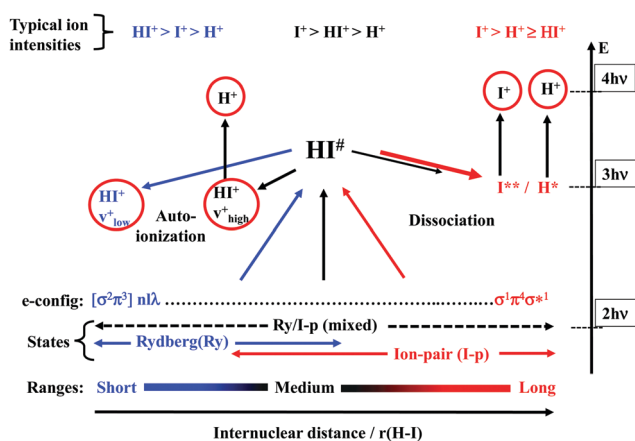 Typical ion
intensities
HI⁺ > I⁺ > H⁺
I⁺ > HI⁺ > H⁺
I⁺ > H⁺ ≥ HI⁺
E
4hν
H⁺
I⁺
H⁺
HI#
3hν
HI⁺
v⁺low
Auto-
ionization
HI⁺
v⁺high
Dissociation
I** / H*
e-config: [σ²π³] nlλ ........................................ σ¹π⁴σ*¹
2hν
States
Ry/I-p (mixed)
Rydberg(Ry)
Ion-pair (I-p)
Ranges: Short Medium Long
Internuclear distance / r(H-I)